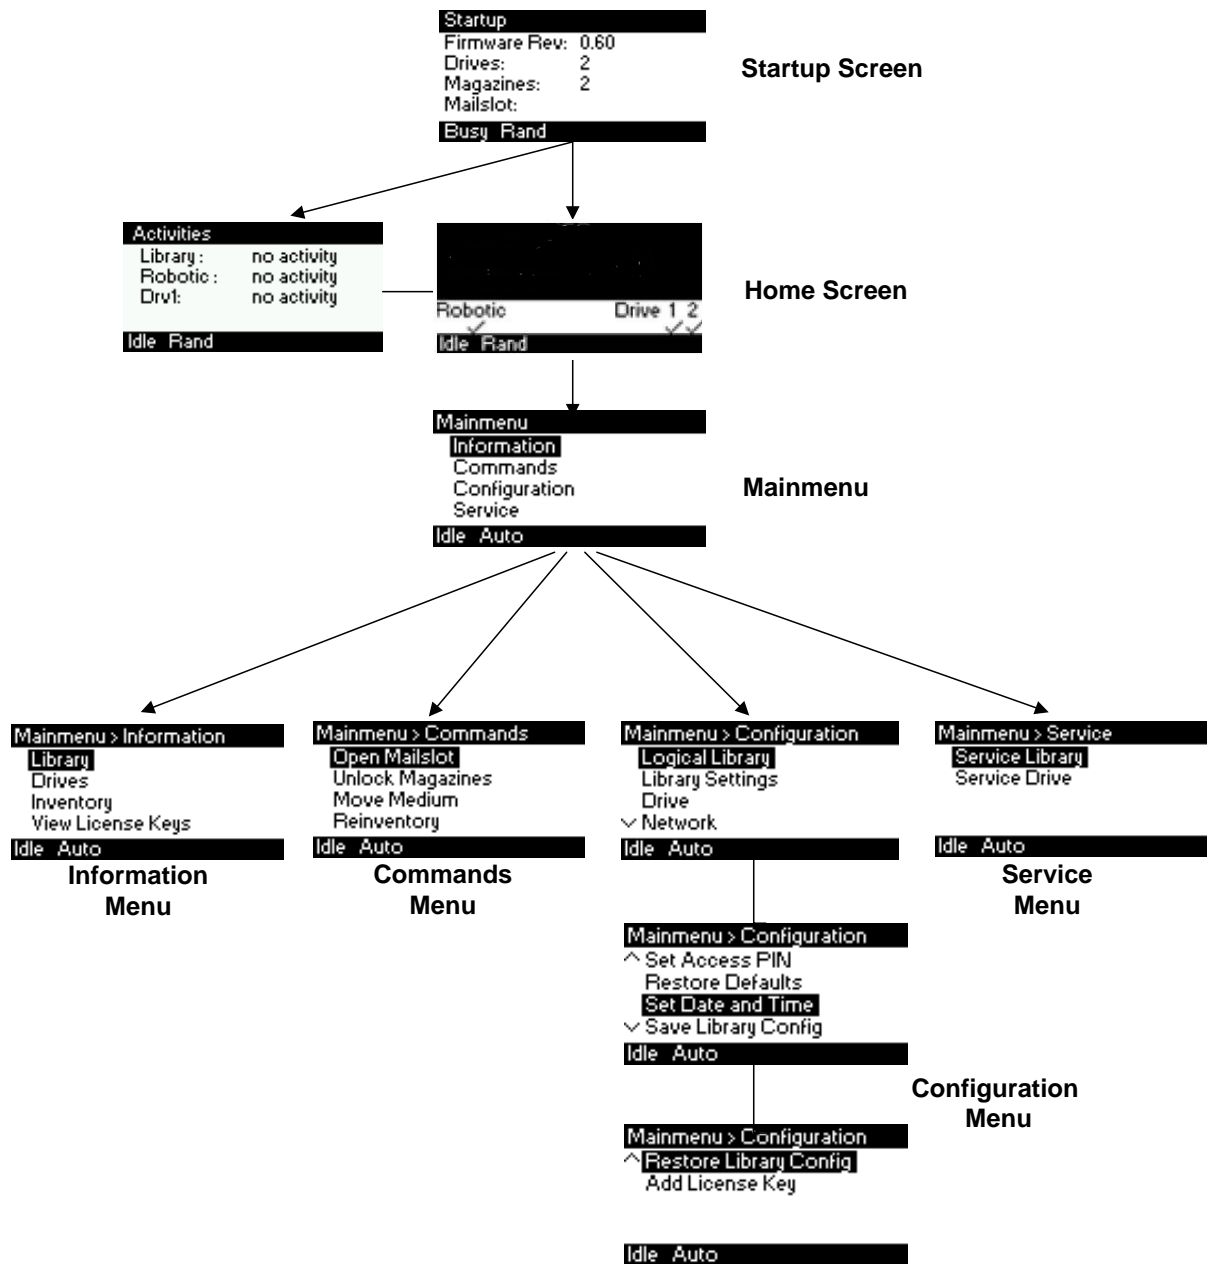 Startup
Firmware Rev: 0.60
Drives: 2
Magazines: 2
Mailslot:
Busy Rand
Startup Screen
Activities
Library : no activity
Robotic : no activity
Drv1: no activity
Idle Rand
Robotic Drive 1 2
Idle Rand
Home Screen
Mainmenu
Information
Commands
Configuration
Service
Idle Auto
Mainmenu
Mainmenu > Information
Library
Drives
Inventory
View License Keys
Idle Auto
Information
Menu
Mainmenu > Commands
Open Mailslot
Unlock Magazines
Move Medium
Reinventory
Idle Auto
Commands
Menu
Mainmenu > Configuration
Logical Library
Library Settings
Drive
Network
Idle Auto
Mainmenu > Service
Service Library
Service Drive
Idle Auto
Service
Menu
Mainmenu > Configuration
Set Access PIN
Restore Defaults
Set Date and Time
Save Library Config
Idle Auto
Configuration
Menu
Mainmenu > Configuration
Restore Library Config
Add License Key
Idle Auto